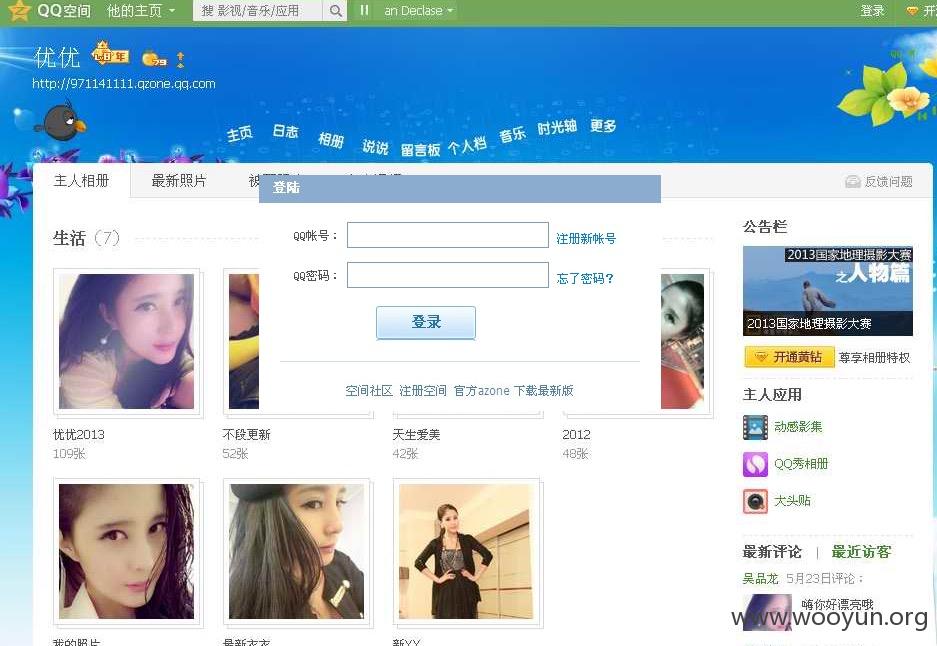 QQ空间 他的主页 搜 影视/音乐/应用 an Declase 登录 开
优优 年
http://971141111.qzone.qq.com
主页 日志 相册 说说 留言板 个人档 音乐 时光轴 更多
主人相册 最新照片 被 反馈问题
登陆
生活 (7)
QQ帐号： 注册新帐号
QQ密码： 忘了密码?
登录
空间社区 注册空间 官方azone 下载最新版
公告栏
2013国家地理摄影大赛
之人物篇
2013国家地理摄影大赛
开通黄钻 尊享相册特权
主人应用
动感影集
QQ秀相册
大头贴
优优2013 不段更新 天生爱美 2012
109张 52张 42张 48张
最新评论 | 最近访客
吴品龙 5月23日评论：
嗨你好漂亮哦
www.wooyun.org
我的照片 最新衣衣 新YY